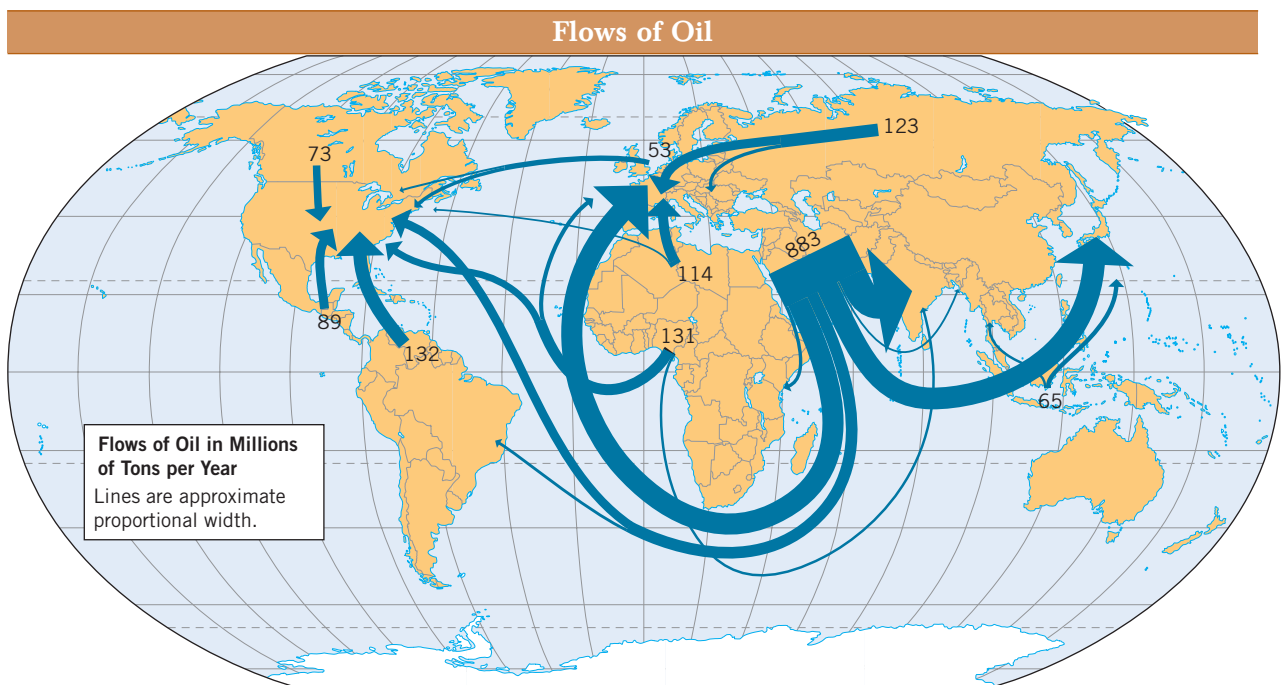 Flows of Oil
123
53
73
883
114
89
131
132
65
Flows of Oil in Millions
of Tons per Year
Lines are approximate
proportional width.